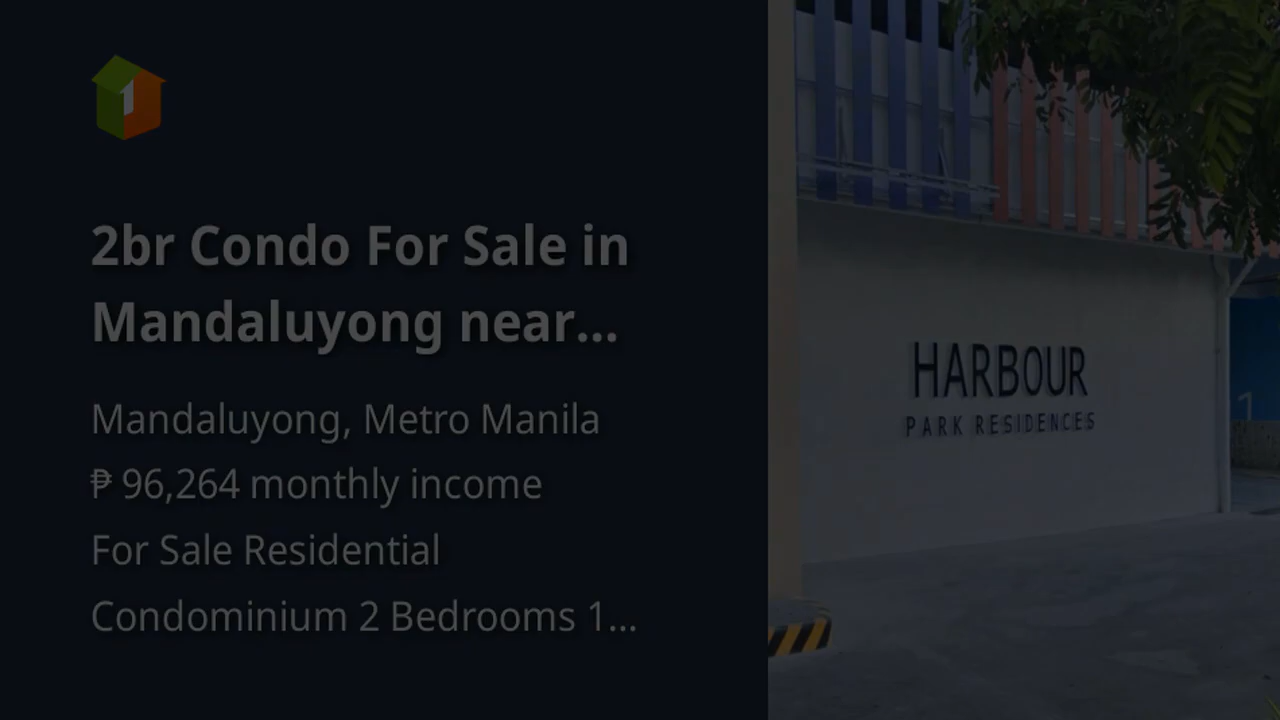 2br Condo For Sale in
Mandaluyong near...
Mandaluyong, Metro Manila
₱ 96,264 monthly income
For Sale Residential
Condominium 2 Bedrooms 1...
HARBOUR
PARK RESIDENCES